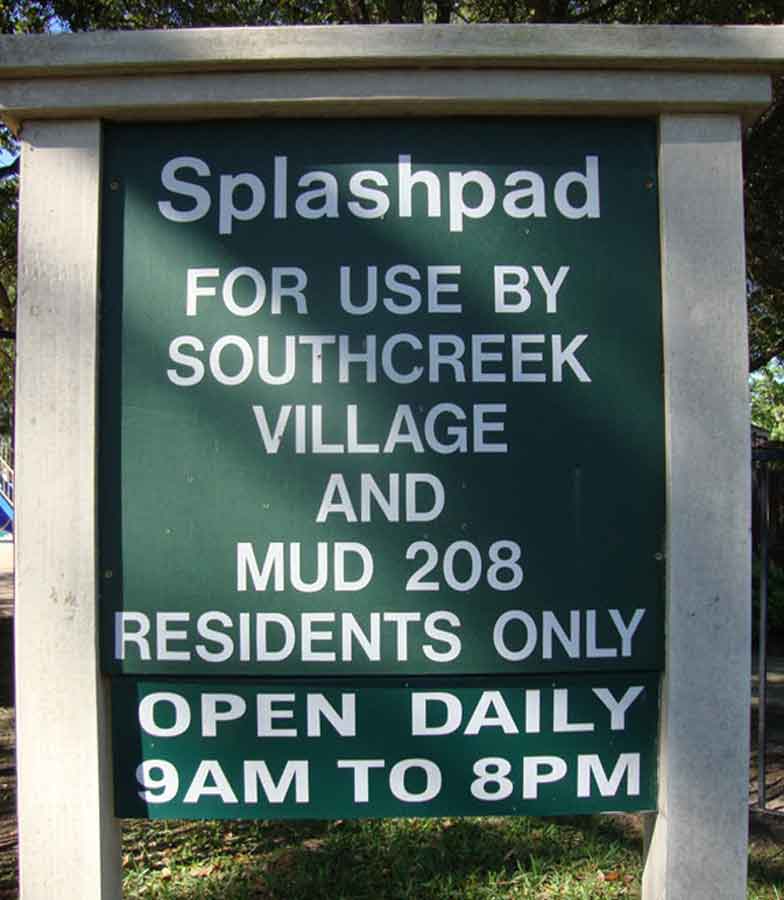 Splashpad
FOR USE BY
SOUTHCREEK
VILLAGE
AND
MUD 208
RESIDENTS ONLY
OPEN DAILY
9AM TO 8PM